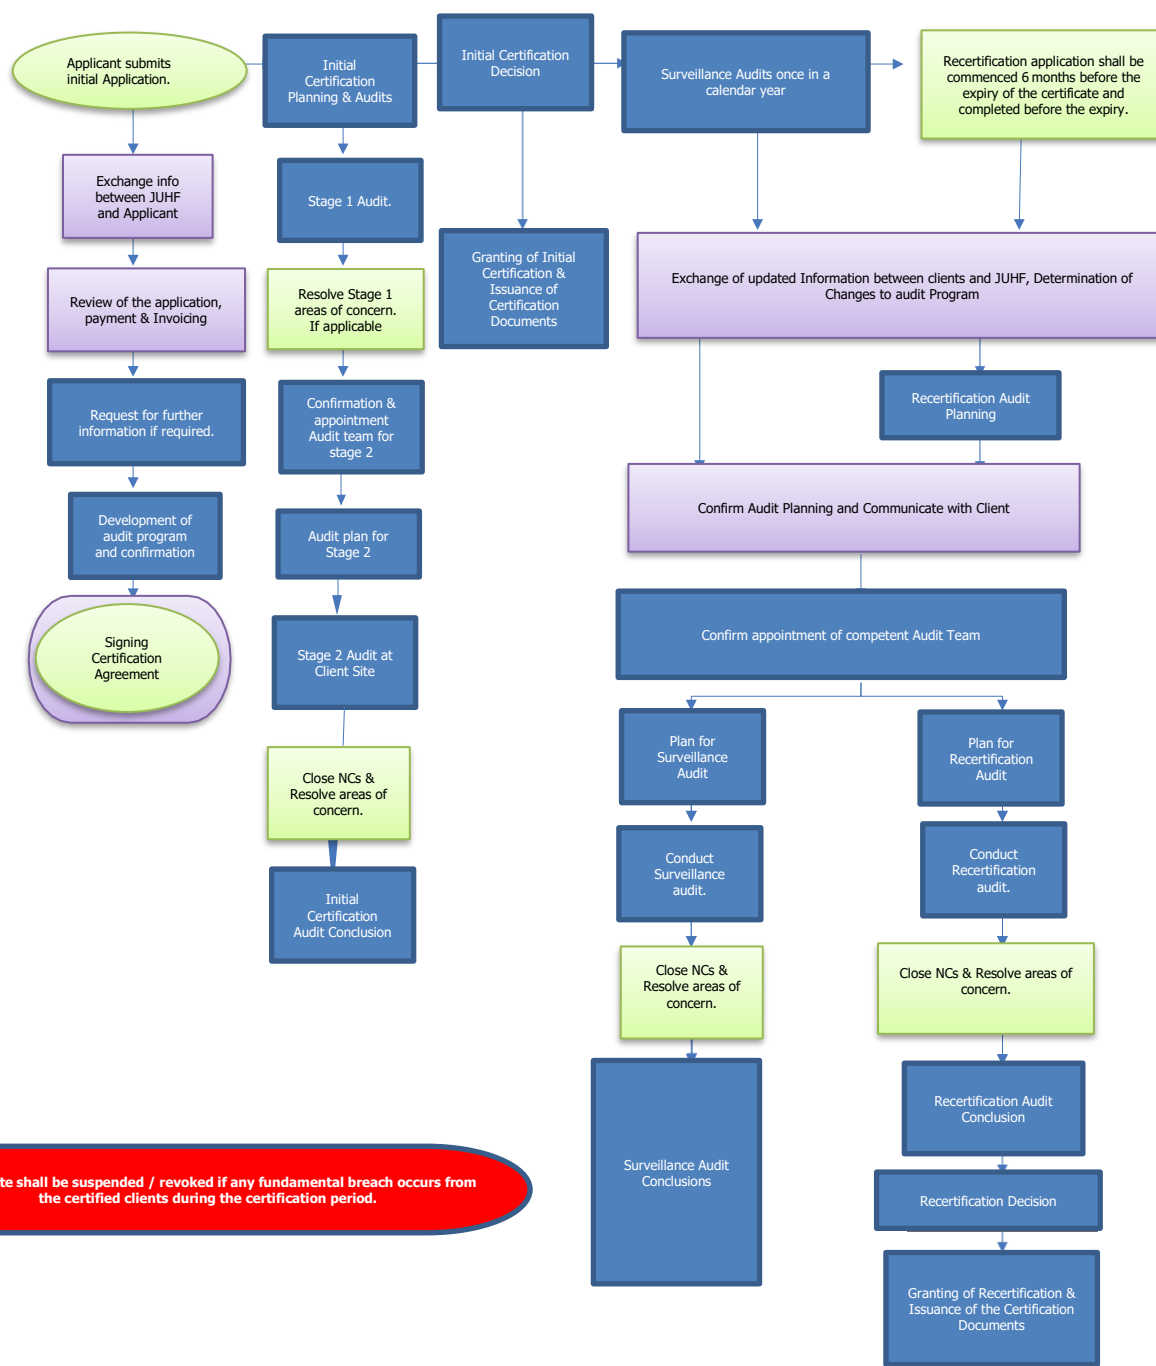 Applicant submits
initial Application.
Exchange info
between JUHF
and Applicant
Review of the application,
payment & Invoicing
Request for further
information if required.
Development of
audit program
and confirmation
Signing
Certification
Agreement
Initial
Certification
Planning & Audits
Stage 1 Audit.
Resolve Stage 1
areas of concern.
If applicable
Confirmation &
appointment
Audit team for
stage 2
Audit plan for
Stage 2
Stage 2 Audit at
Client Site
Close NCs &
Resolve areas of
concern.
Initial
Certification
Audit Conclusion
Initial Certification
Decision
Granting of Initial
Certification &
Issuance of
Certification
Documents
Surveillance Audits once in a
calendar year
Recertification application shall be
commenced 6 months before the
expiry of the certificate and
completed before the expiry.
Exchange of updated Information between clients and JUHF, Determination of
Changes to audit Program
Recertification Audit
Planning
Confirm Audit Planning and Communicate with Client
Confirm appointment of competent Audit Team
Plan for
Surveillance
Audit
Conduct
Surveillance
audit.
Close NCs &
Resolve areas of
concern.
Surveillance Audit
Conclusions
Plan for
Recertification
Audit
Conduct
Recertification
audit.
Close NCs & Resolve areas of
concern.
Recertification Audit
Conclusion
Recertification Decision
Granting of Recertification &
Issuance of the Certification
Documents
te shall be suspended / revoked if any fundamental breach occurs from
the certified clients during the certification period.